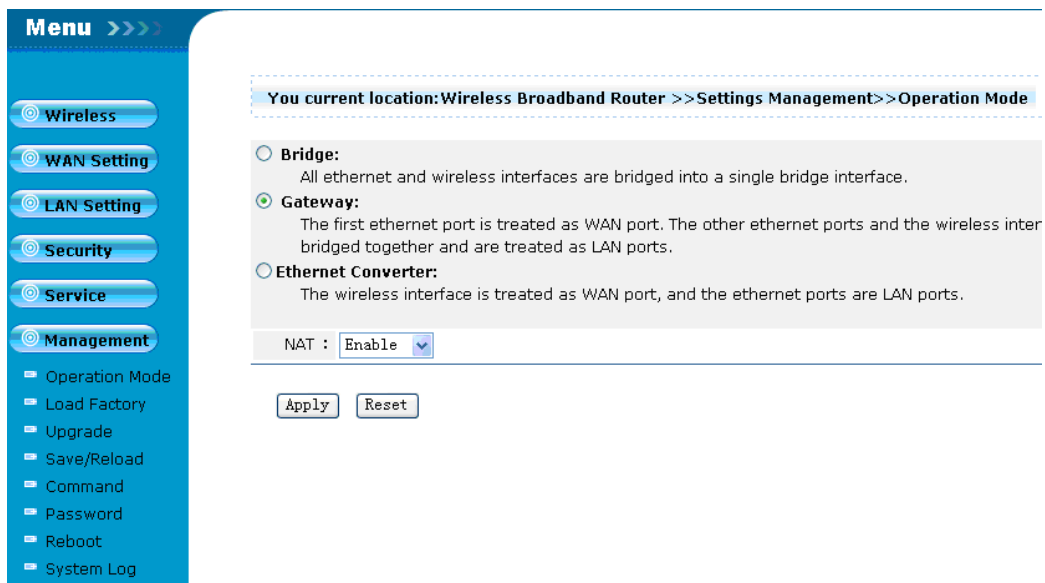 Menu >>>>
Wireless
WAN Setting
LAN Setting
Security
Service
Management
Operation Mode
Load Factory
Upgrade
Save/Reload
Command
Password
Reboot
System Log
You current location:Wireless Broadband Router >>Settings Management>>Operation Mode
Bridge:
All ethernet and wireless interfaces are bridged into a single bridge interface.
Gateway:
The first ethernet port is treated as WAN port. The other ethernet ports and the wireless inter
bridged together and are treated as LAN ports.
Ethernet Converter:
The wireless interface is treated as WAN port, and the ethernet ports are LAN ports.
NAT : Enable
Apply Reset